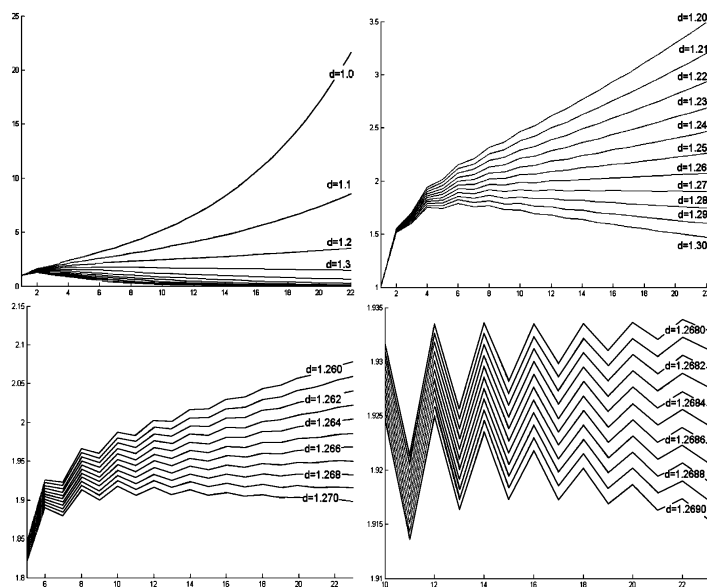 25
20
15
10
5
0
2 4 6 8 10 12 14 16 18 20 22
d=1.0
d=1.1
d=1.2
d=1.3
3.5
3
2.5
2
1.5
1
2 4 6 8 10 12 14 16 18 20 22
d=1.20
d=1.21
d=1.22
d=1.23
d=1.24
d=1.25
d=1.26
d=1.27
d=1.28
d=1.29
d=1.30
2.15
2.1
2.05
2
1.95
1.9
1.85
1.8
6 8 10 12 14 16 18 20 22
d=1.260
d=1.262
d=1.264
d=1.266
d=1.268
d=1.270
1.935
1.93
1.925
1.92
1.915
1.91
10 12 14 16 18 20 22
d=1.2680
d=1.2682
d=1.2684
d=1.2686
d=1.2688
d=1.2690